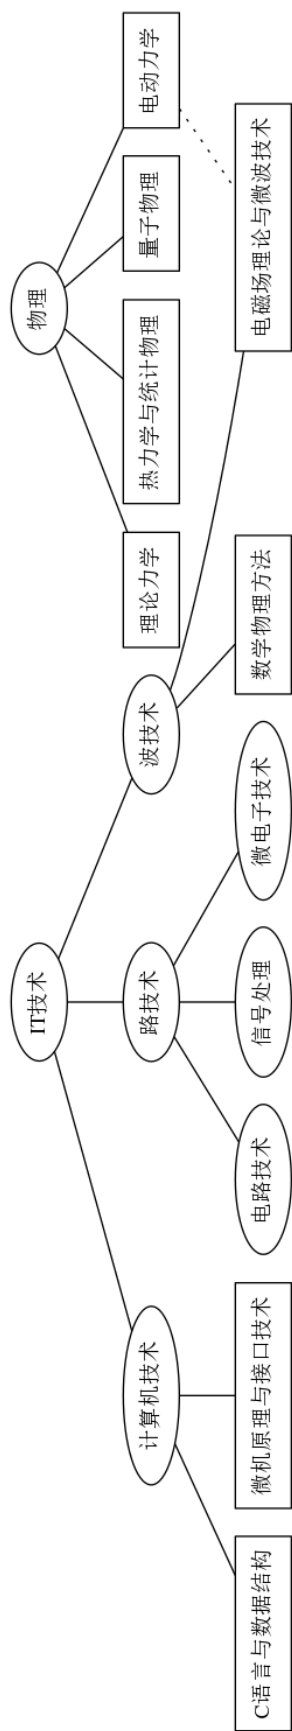 IT技术
物理
计算机技术
路技术
波技术
理论力学
热力学与统计物理
量子物理
电动力学
C语言与数据结构
微机原理与接口技术
电路技术
信号处理
微电子技术
数学物理方法
电磁场理论与微波技术